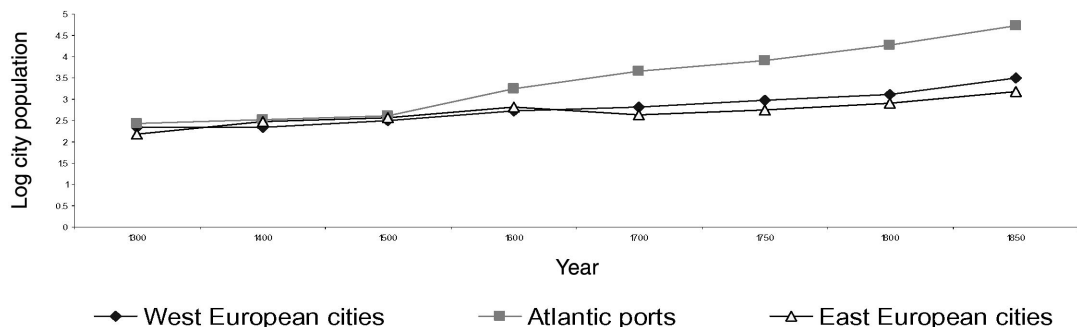 Log city population
5
4.5
4
3.5
3
2.5
2
1.5
1
0.5
0
1300 1400 1500 1600 1700 1750 1800 1850
Year
West European cities Atlantic ports East European cities